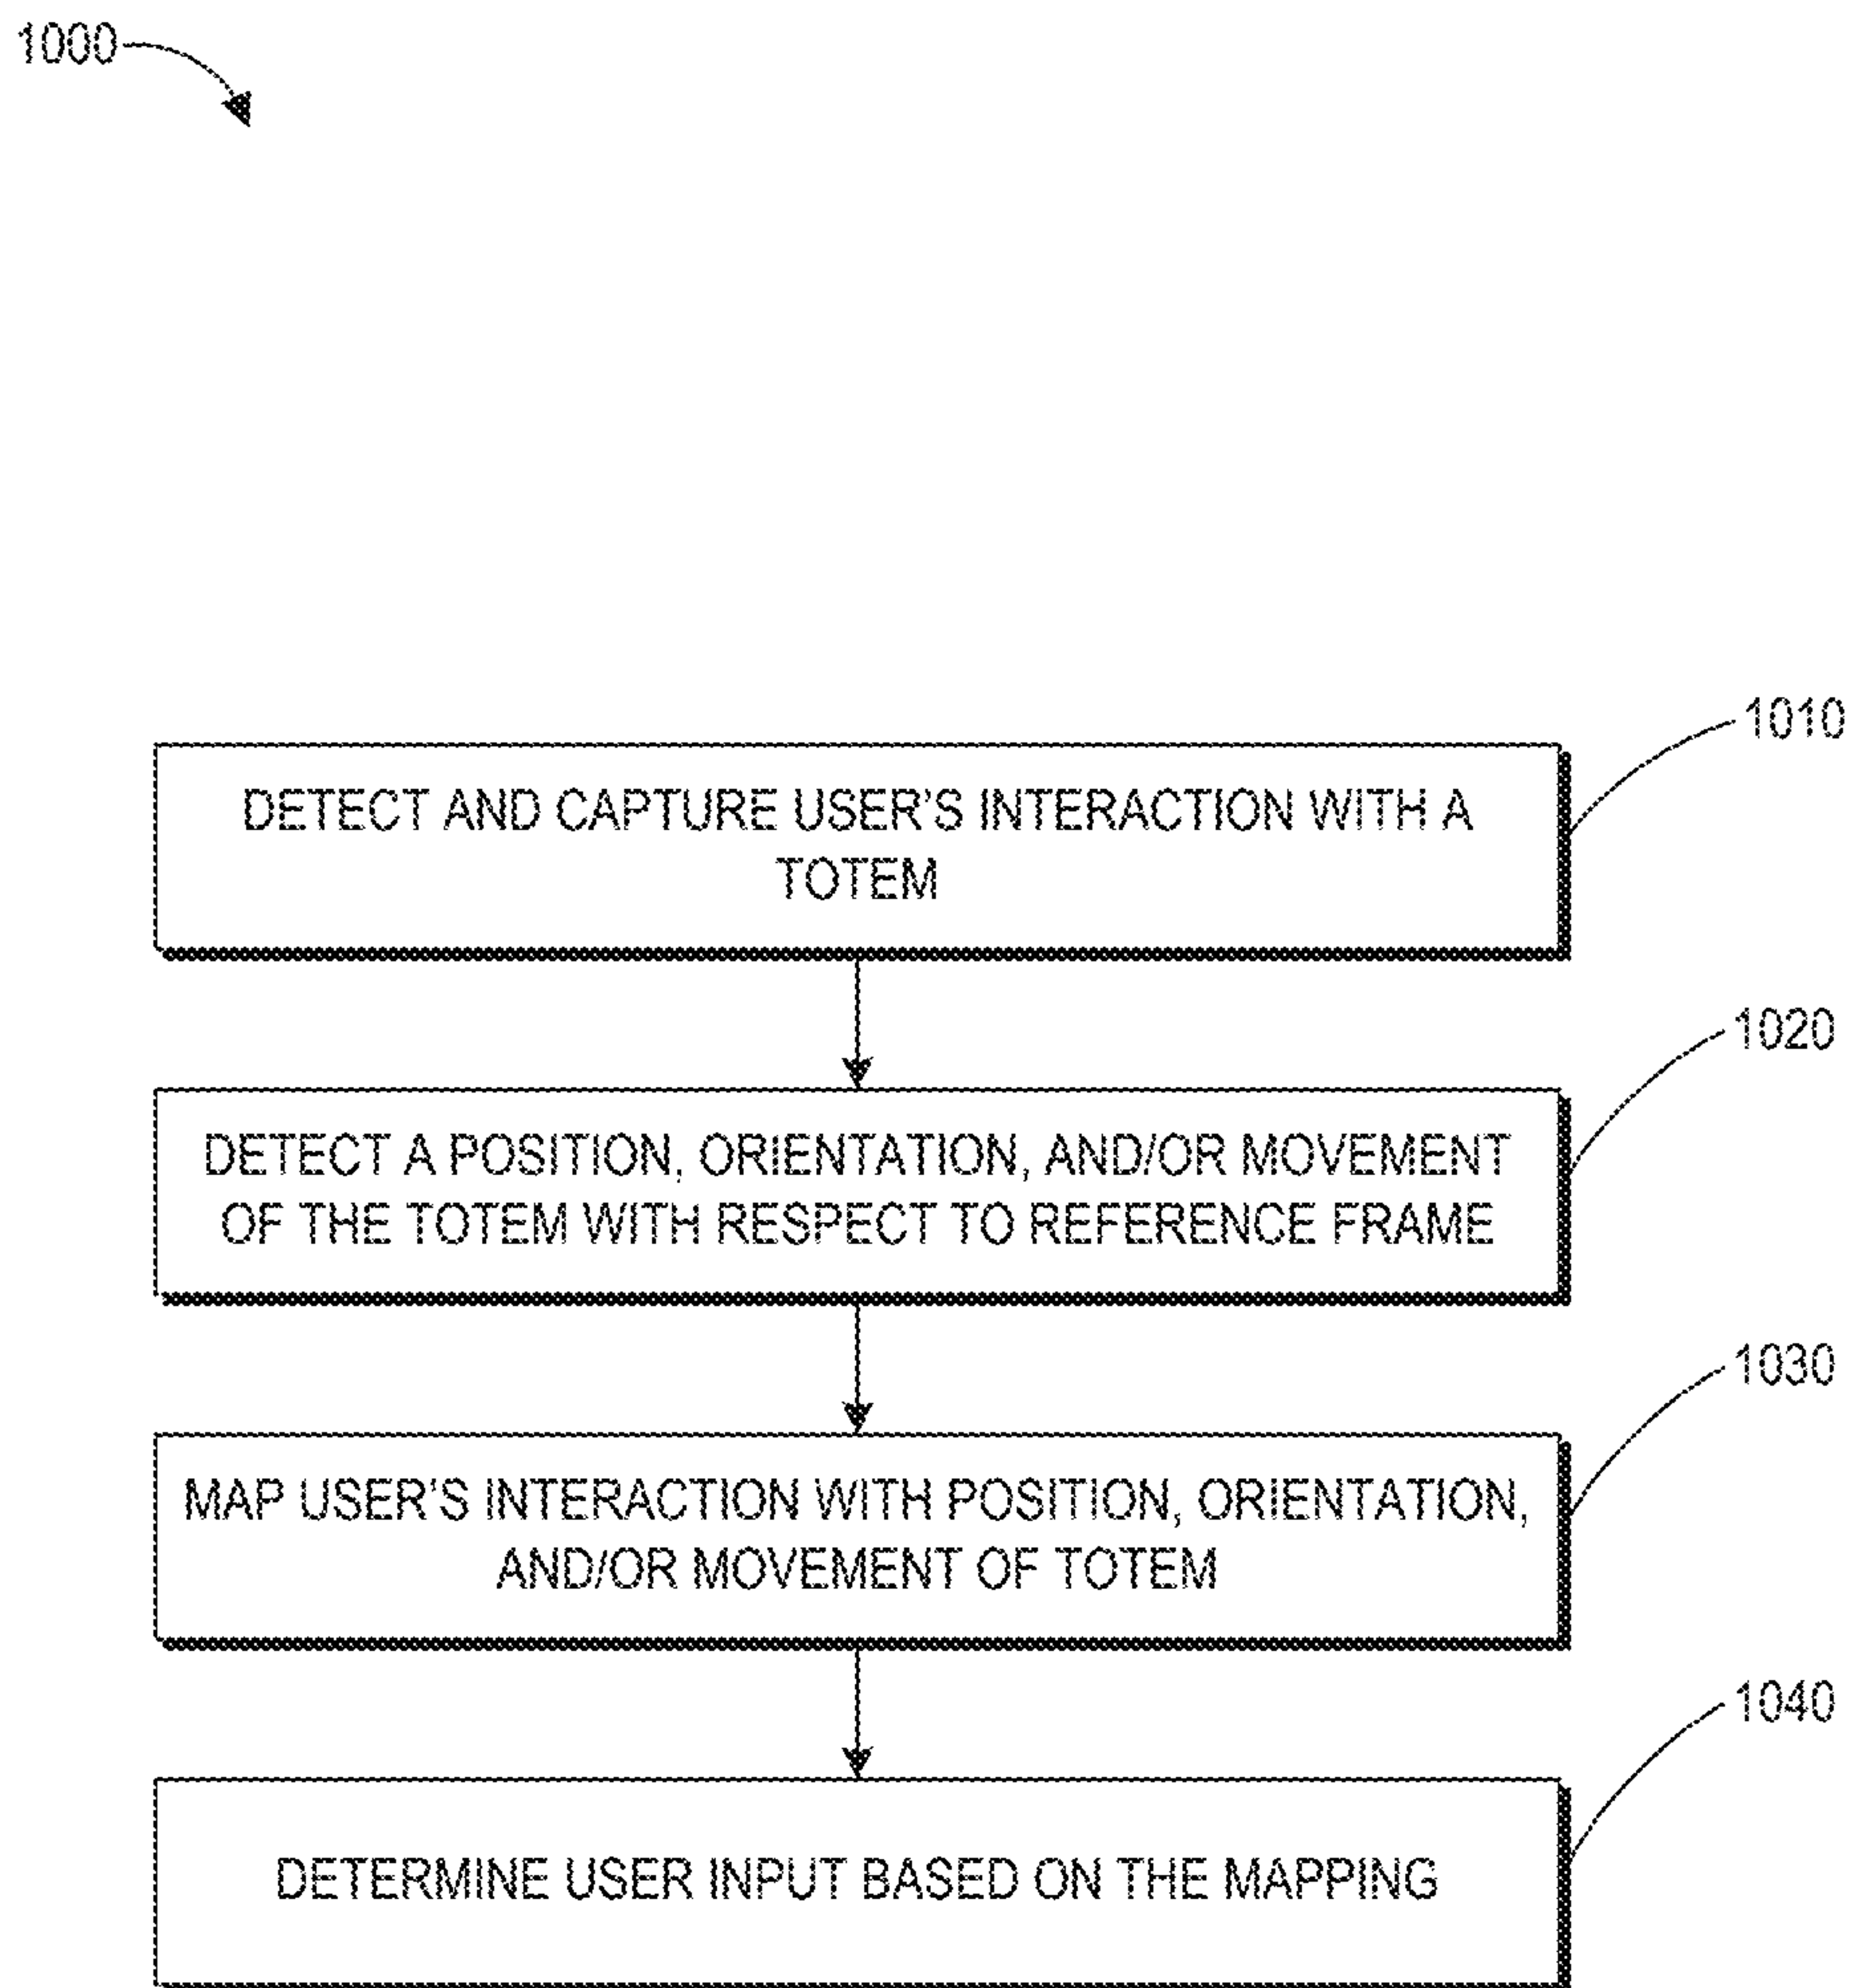 1000
1010
DETECT AND CAPTURE USER'S INTERACTION WITH A
TOTEM
1020
DETECT A POSITION, ORIENTATION, AND/OR MOVEMENT
OF THE TOTEM WITH RESPECT TO REFERENCE FRAME
1030
MAP USER'S INTERACTION WITH POSITION, ORIENTATION,
AND/OR MOVEMENT OF TOTEM
1040
DETERMINE USER INPUT BASED ON THE MAPPING